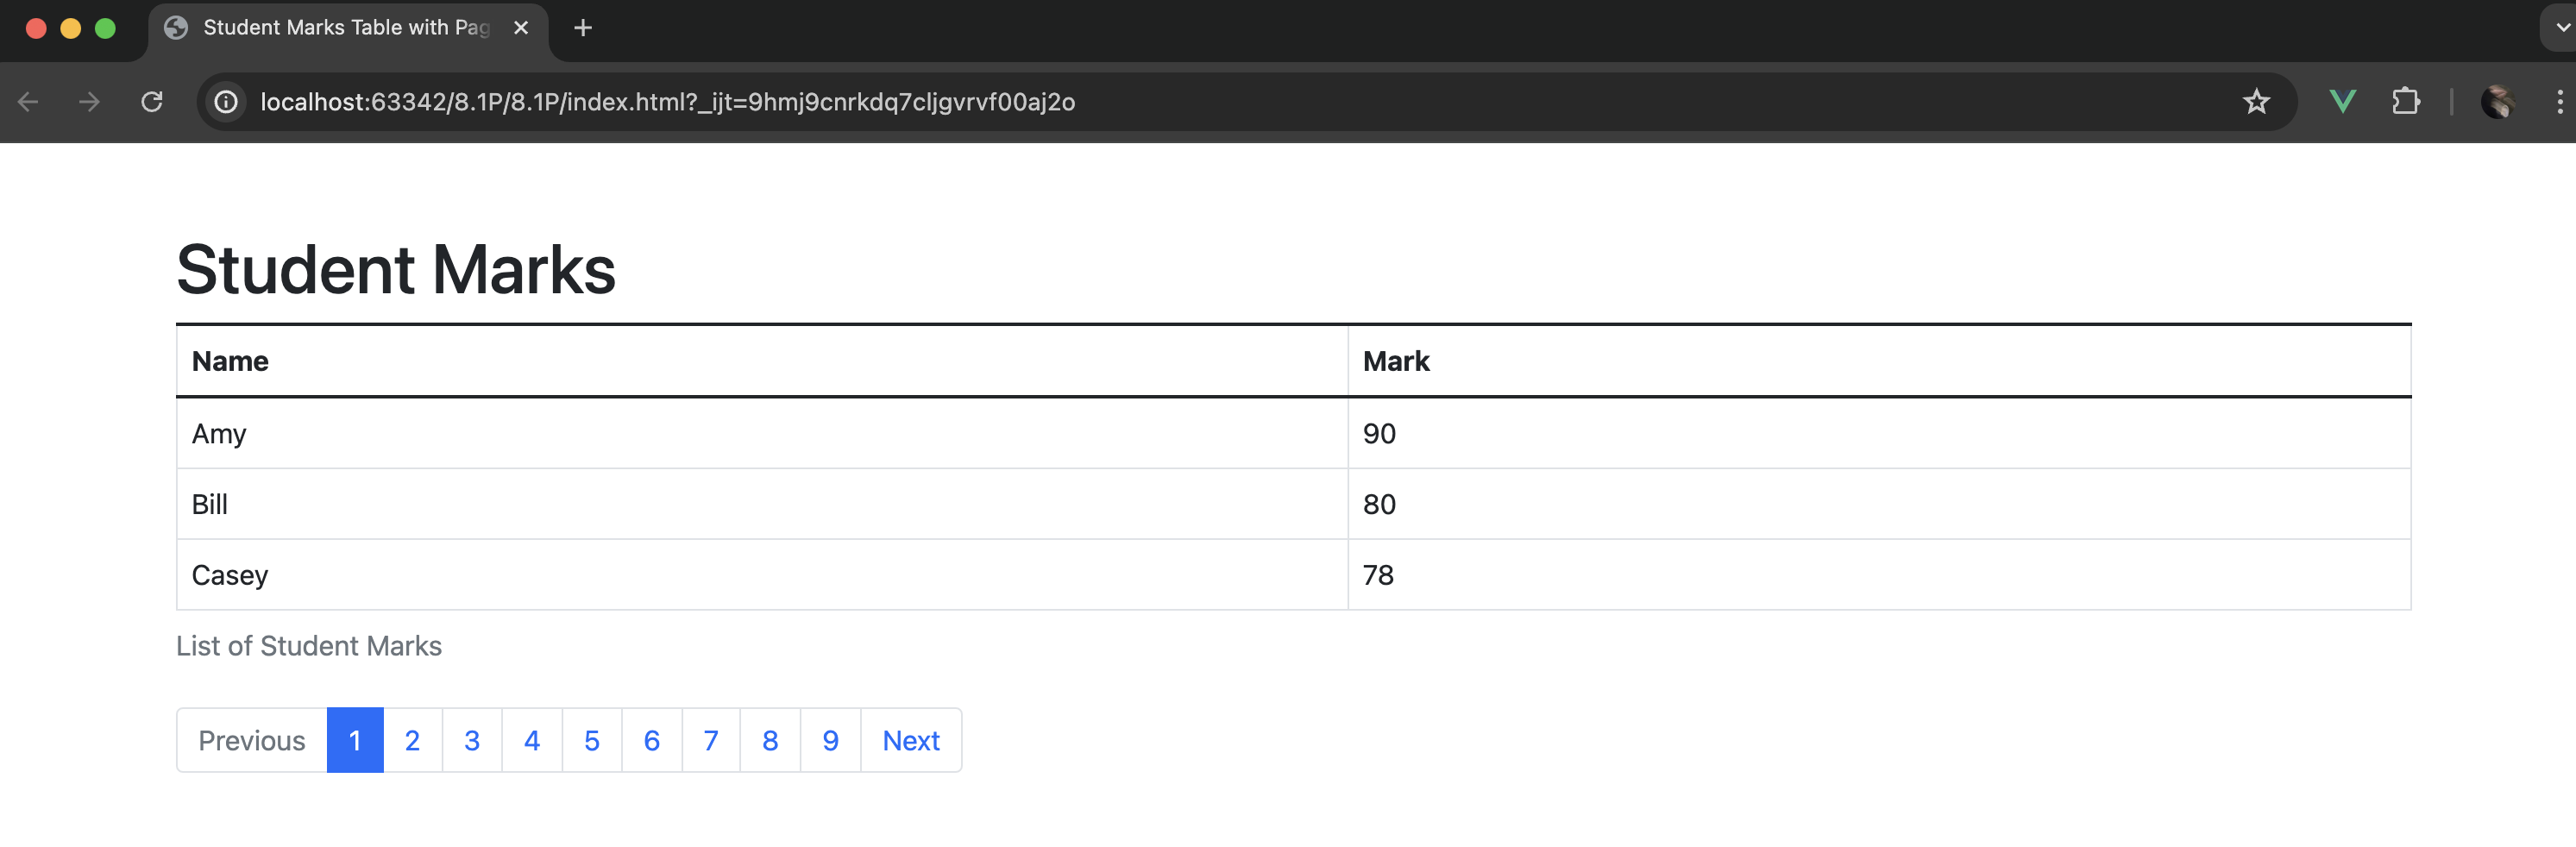 Student Marks Table with Pag
localhost:63342/8.1P/8.1P/index.html?_ijt=9hmj9cnrkdq7cljgvrvf00aj2o
Student Marks
Name Mark
Amy 90
Bill 80
Casey 78
List of Student Marks
Previous 1 2 3 4 5 6 7 8 9 Next